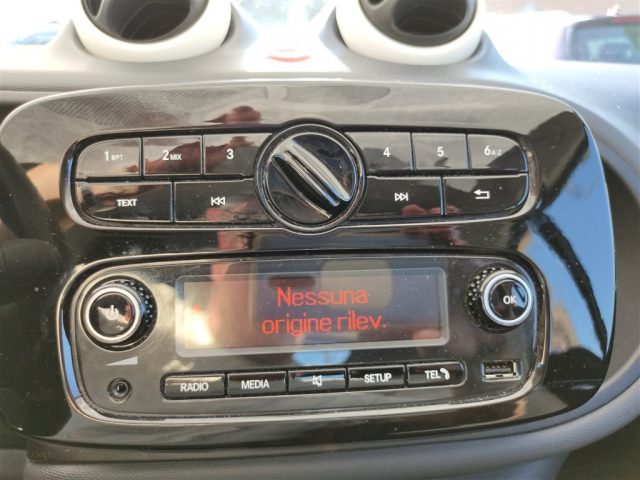 1 RPT 2 MIX 3 4 5 6 A-Z
TEXT
Nessuna
origine rilev.
OK
RADIO MEDIA SETUP TEL